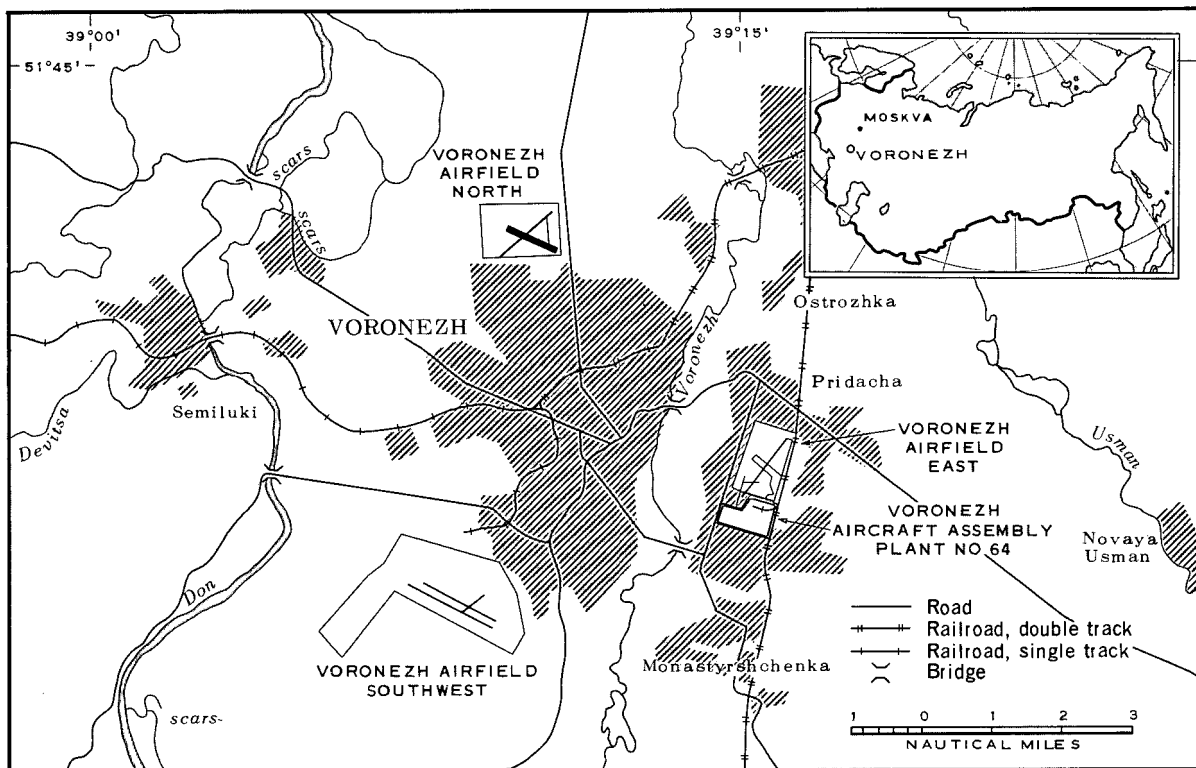 39°00'
51°45'
39°15'
MOSKVA
VORONEZH
scars
scars
VORONEZH
AIRFIELD
NORTH
Voronezh
Ostrozhka
VORONEZH
Pridacha
Semiluki
Devitsa
VORONEZH
AIRFIELD
EAST
Usman
VORONEZH
AIRCRAFT ASSEMBLY
PLANT NO. 64
Novaya
Usman
Don
VORONEZH AIRFIELD
SOUTHWEST
Monastyrshchenka
scars
Road
Railroad, double track
Railroad, single track
Bridge
1 0 1 2 3
NAUTICAL MILES